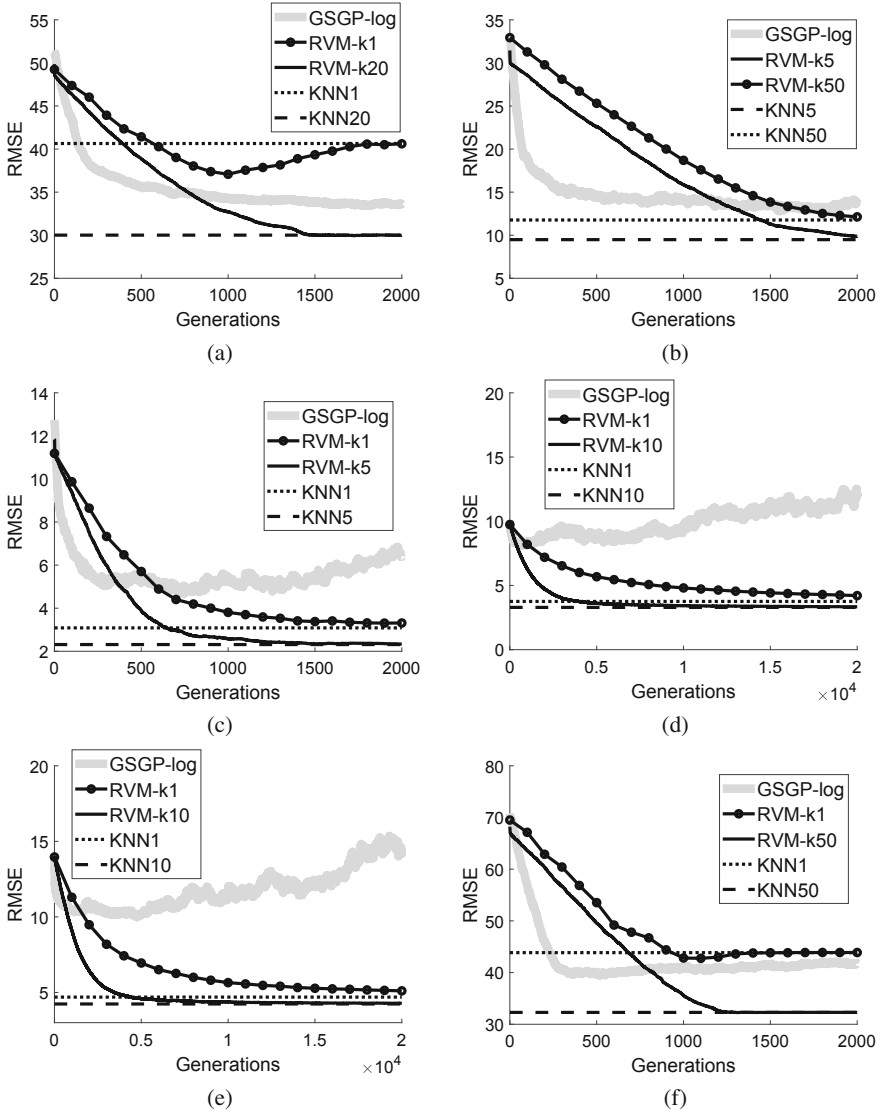 55
50
45
40
35
30
25
RMSE
GSGP-log
RVM-k1
RVM-k20
KNN1
KNN20
0 500 1000 1500 2000
Generations
(a)
35
30
25
20
15
10
5
RMSE
GSGP-log
RVM-k5
RVM-k50
KNN5
KNN50
0 500 1000 1500 2000
Generations
(b)
14
12
10
8
6
4
2
RMSE
GSGP-log
RVM-k1
RVM-k5
KNN1
KNN5
0 500 1000 1500 2000
Generations
(c)
20
15
10
5
0
RMSE
GSGP-log
RVM-k1
RVM-k10
KNN1
KNN10
0 0.5 1 1.5 2
Generations ×10⁴
(d)
20
15
10
5
RMSE
GSGP-log
RVM-k1
RVM-k10
KNN1
KNN10
0 0.5 1 1.5 2
Generations ×10⁴
(e)
80
70
60
50
40
30
RMSE
GSGP-log
RVM-k1
RVM-k50
KNN1
KNN50
0 500 1000 1500 2000
Generations
(f)